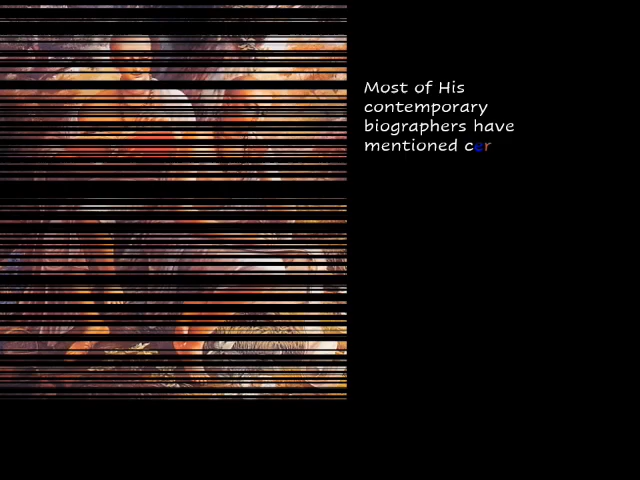 Most of His
contemporary
biographers have
mentioned cer